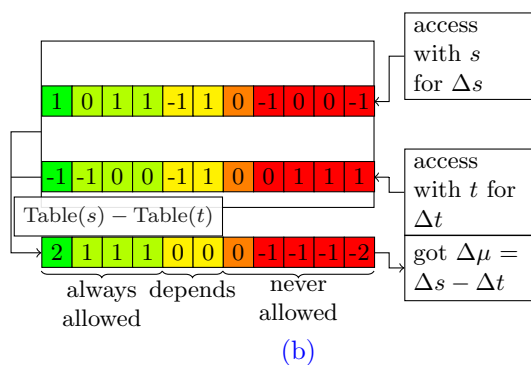 access
with s
for Δs
1 0 1 1 -1 1 0 -1 0 0 -1
-1 -1 0 0 -1 1 0 0 1 1 1
access
with t for
Δt
Table(s) − Table(t)
2 1 1 1 0 0 0 -1 -1 -1 -2
got Δμ =
Δs − Δt
always
allowed
depends
never
allowed
(b)